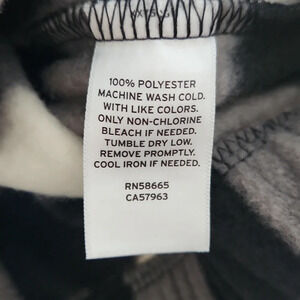 100% POLYESTER
MACHINE WASH COLD.
WITH LIKE COLORS.
ONLY NON-CHLORINE
BLEACH IF NEEDED.
TUMBLE DRY LOW.
REMOVE PROMPTLY.
COOL IRON IF NEEDED.
RN58665
CA57963